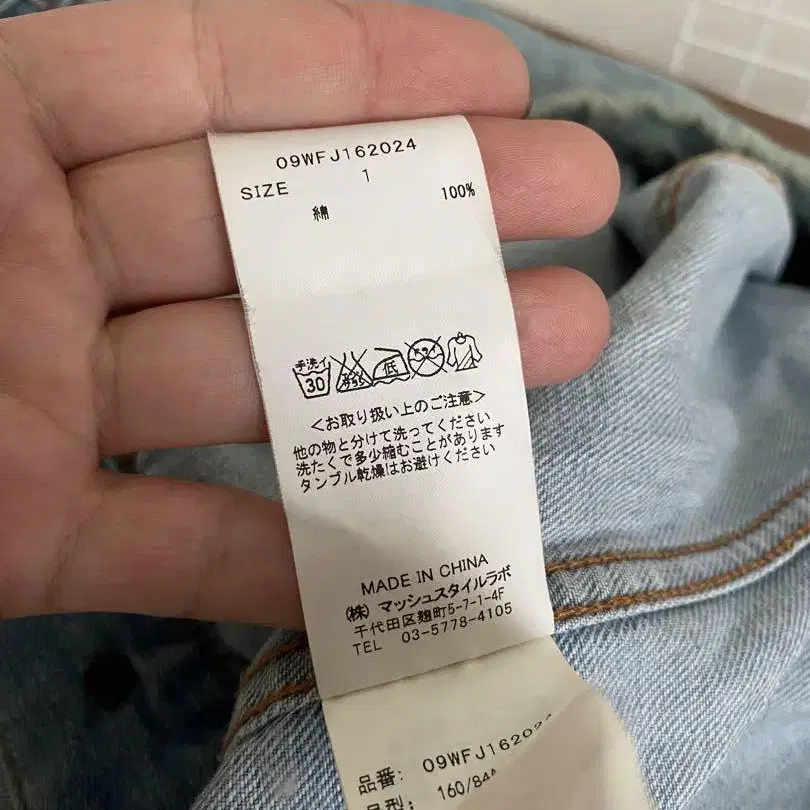 09WFJ162024
SIZE 1
綿 100%
手洗イ
30
低
<お取り扱い上のご注意>
他の物と分けて洗ってください
洗たくで多少縮むことがあります
タンブル乾燥はお避けください
MADE IN CHINA
(株) マッシュスタイルラボ
千代田区麹町5-7-1-4F
TEL 03-5778-4105
品番: 09WFJ162024
品型: 160/84A